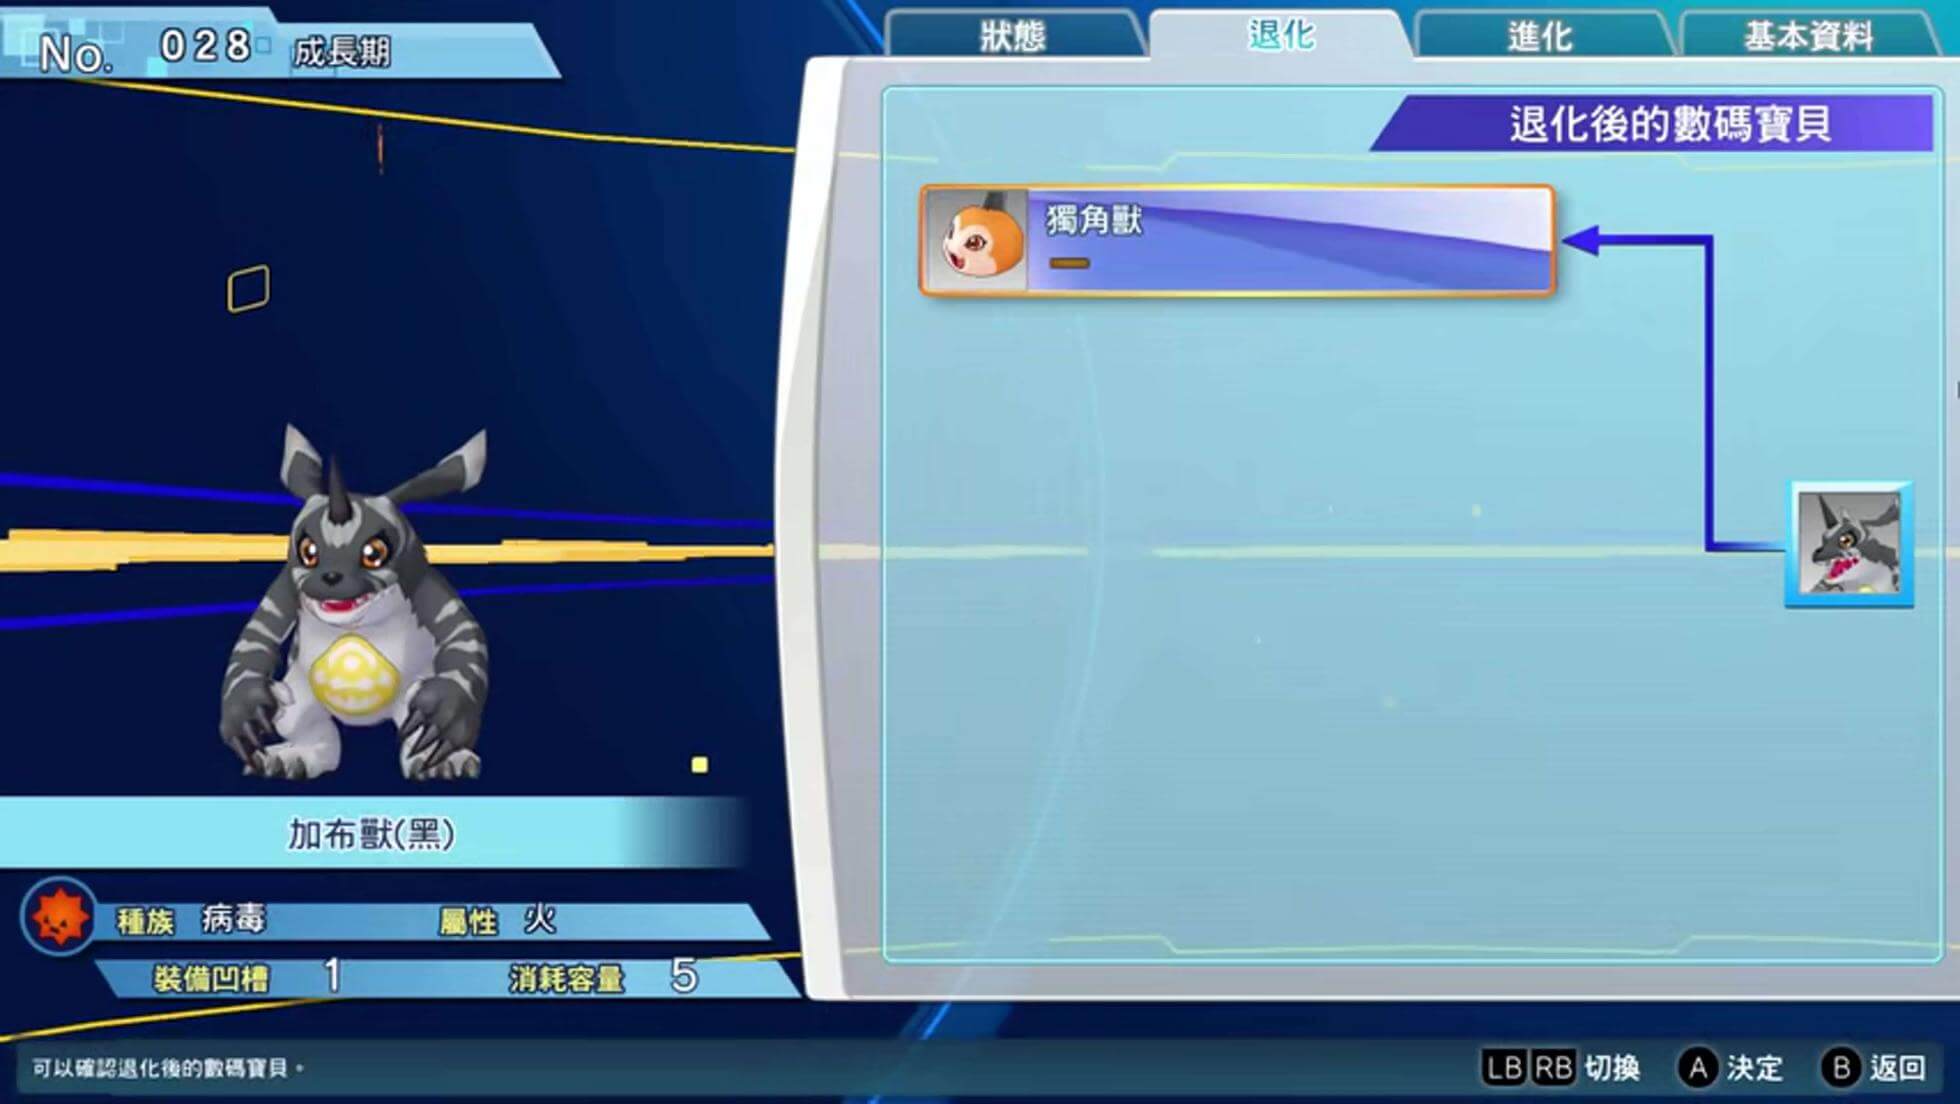 No. 028 成長期
狀態 退化 進化 基本資料
退化後的數碼寶貝
獨角獸
加布獸(黑)
種族 病毒 屬性 火
裝備凹槽 1 消耗容量 5
可以確認退化後的數碼寶貝。
LB RB 切換 A 決定 B 返回